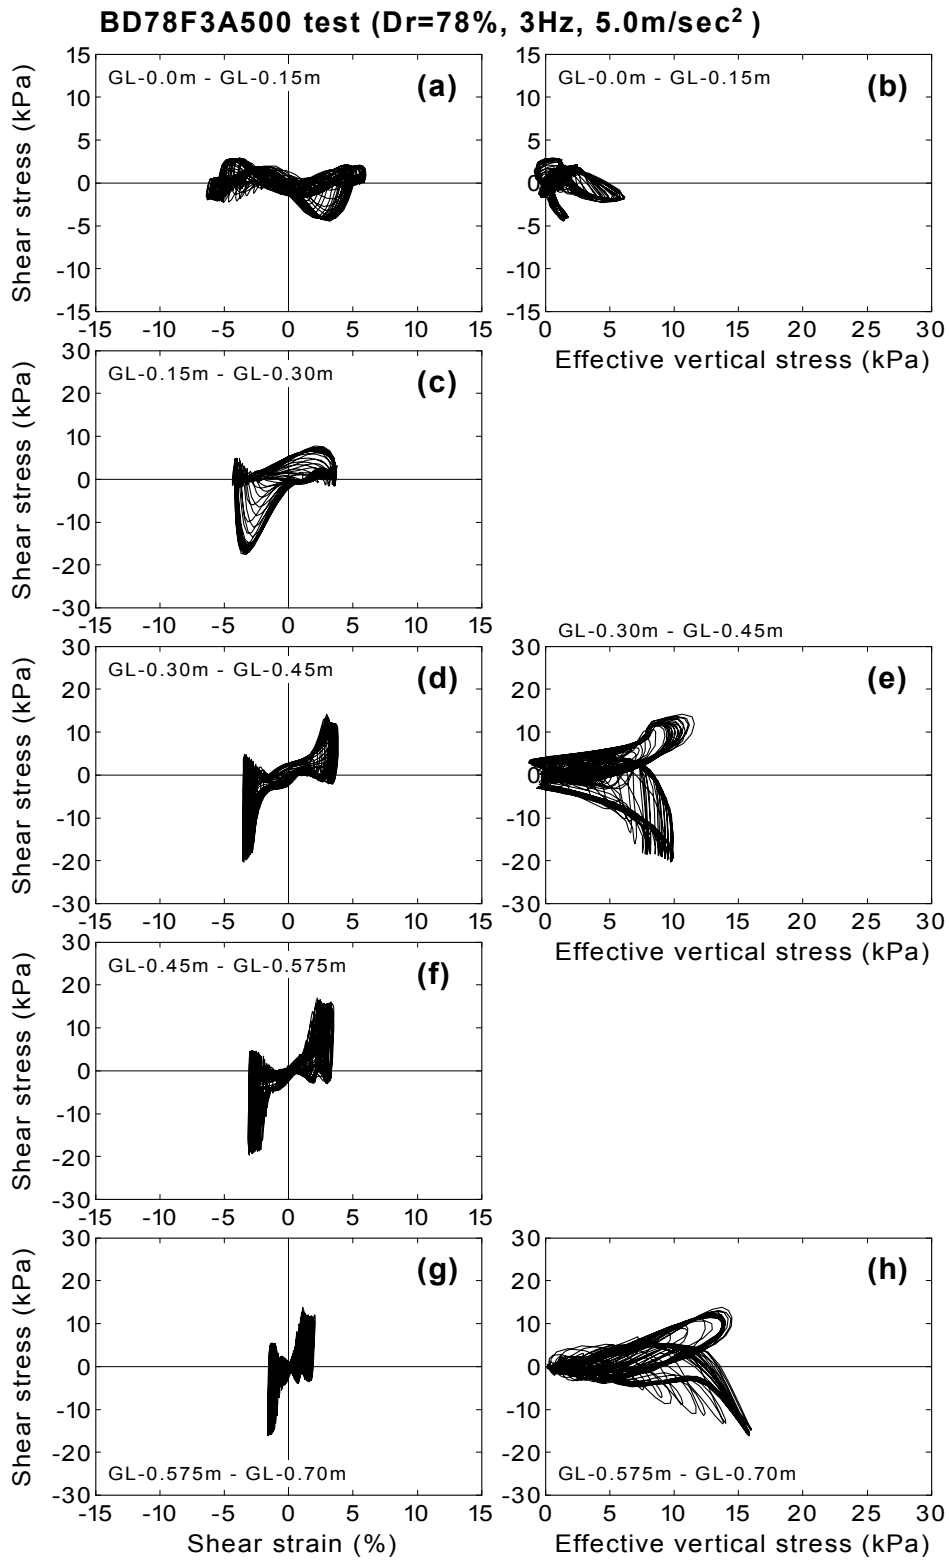 BD78F3A500 test (Dr=78%, 3Hz, 5.0m/sec² )
GL-0.0m - GL-0.15m
(a)
Shear stress (kPa)
15
10
5
0
-5
-10
-15
-15 -10 -5 0 5 10 15
GL-0.0m - GL-0.15m
(b)
15
10
5
0
-5
-10
-15
0 5 10 15 20 25 30
Effective vertical stress (kPa)
GL-0.15m - GL-0.30m
(c)
Shear stress (kPa)
30
20
10
0
-10
-20
-30
-15 -10 -5 0 5 10 15
GL-0.30m - GL-0.45m
(d)
Shear stress (kPa)
30
20
10
0
-10
-20
-30
-15 -10 -5 0 5 10 15
GL-0.30m - GL-0.45m
(e)
30
20
10
0
-10
-20
-30
0 5 10 15 20 25 30
Effective vertical stress (kPa)
GL-0.45m - GL-0.575m
(f)
Shear stress (kPa)
30
20
10
0
-10
-20
-30
-15 -10 -5 0 5 10 15
(g)
Shear stress (kPa)
30
20
10
0
-10
-20
-30
GL-0.575m - GL-0.70m
-15 -10 -5 0 5 10 15
Shear strain (%)
(h)
30
20
10
0
-10
-20
-30
GL-0.575m - GL-0.70m
0 5 10 15 20 25 30
Effective vertical stress (kPa)